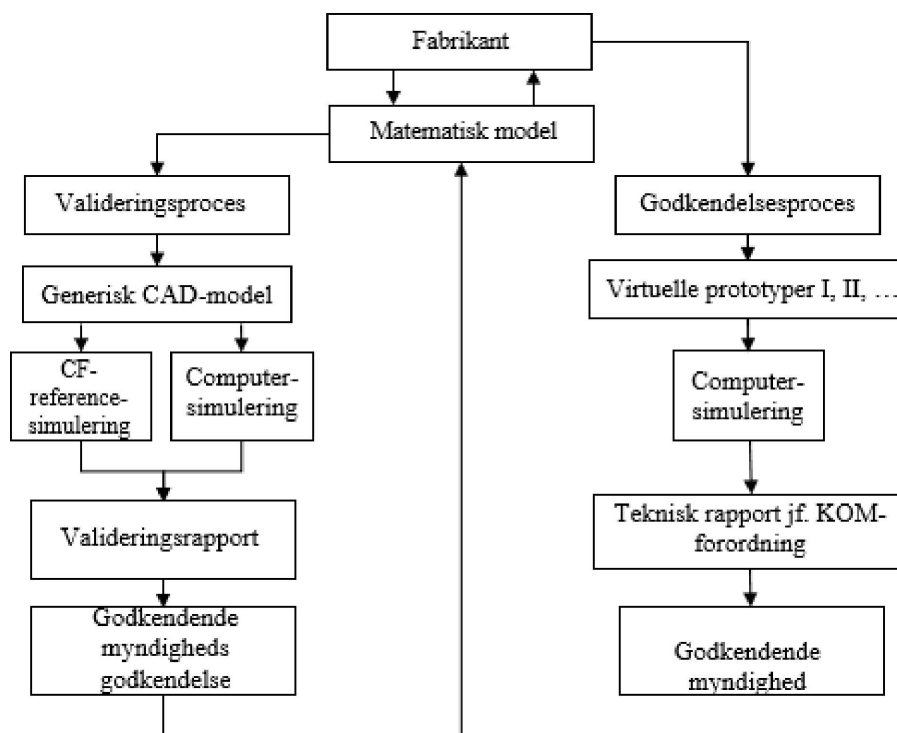 Fabrikant
Matematisk model
Valideringsproces
Godkendelsesproces
Generisk CAD-model
Virtuelle prototyper I, II, …
CF-
reference-
simulering
Computer-
simulering
Computer-
simulering
Valideringsrapport
Teknisk rapport jf. KOM-
forordning
Godkendende
myndigheds
godkendelse
Godkendende
myndighed